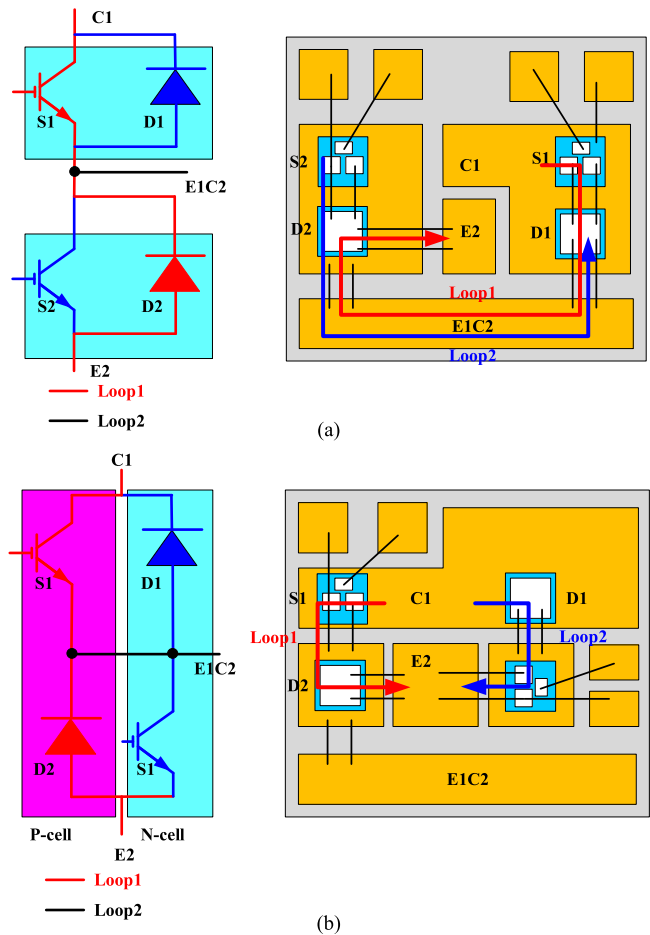 C1
S1
D1
E1C2
S2
D2
E2
Loop1
Loop2
S2
C1
S1
D2
E2
D1
Loop1
E1C2
Loop2
(a)
C1
S1
D1
E1C2
D2
S1
P-cell
N-cell
E2
Loop1
Loop2
S1
C1
D1
Loop1
Loop2
E2
D2
E1C2
(b)